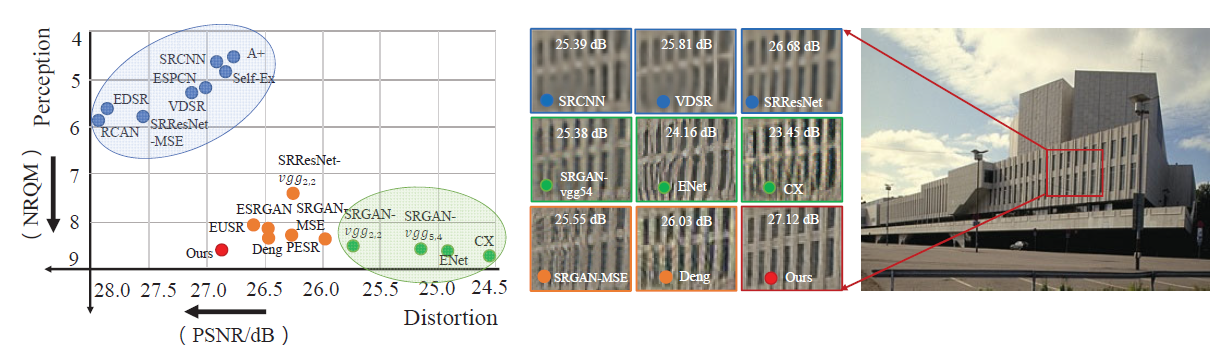 4
5
6
7
8
9
Perception
( NRQM )
SRCNN
A+
Self-Ex
ESPCN
EDSR
VDSR
RCAN
SRResNet
-MSE
SRResNet-
vgg2,2
ESRGAN
SRGAN-
MSE
EUSR
Deng
PESR
Ours
SRGAN-
vgg2,2
SRGAN-
vgg5,4
ENet
CX
28.0 27.5 27.0 26.5 26.0 25.5 25.0 24.5
Distortion
( PSNR/dB )
25.39 dB
SRCNN
25.81 dB
VDSR
26.68 dB
SRResNet
25.38 dB
SRGAN-
vgg54
24.16 dB
ENet
23.45 dB
CX
25.55 dB
SRGAN-MSE
26.03 dB
Deng
27.12 dB
Ours